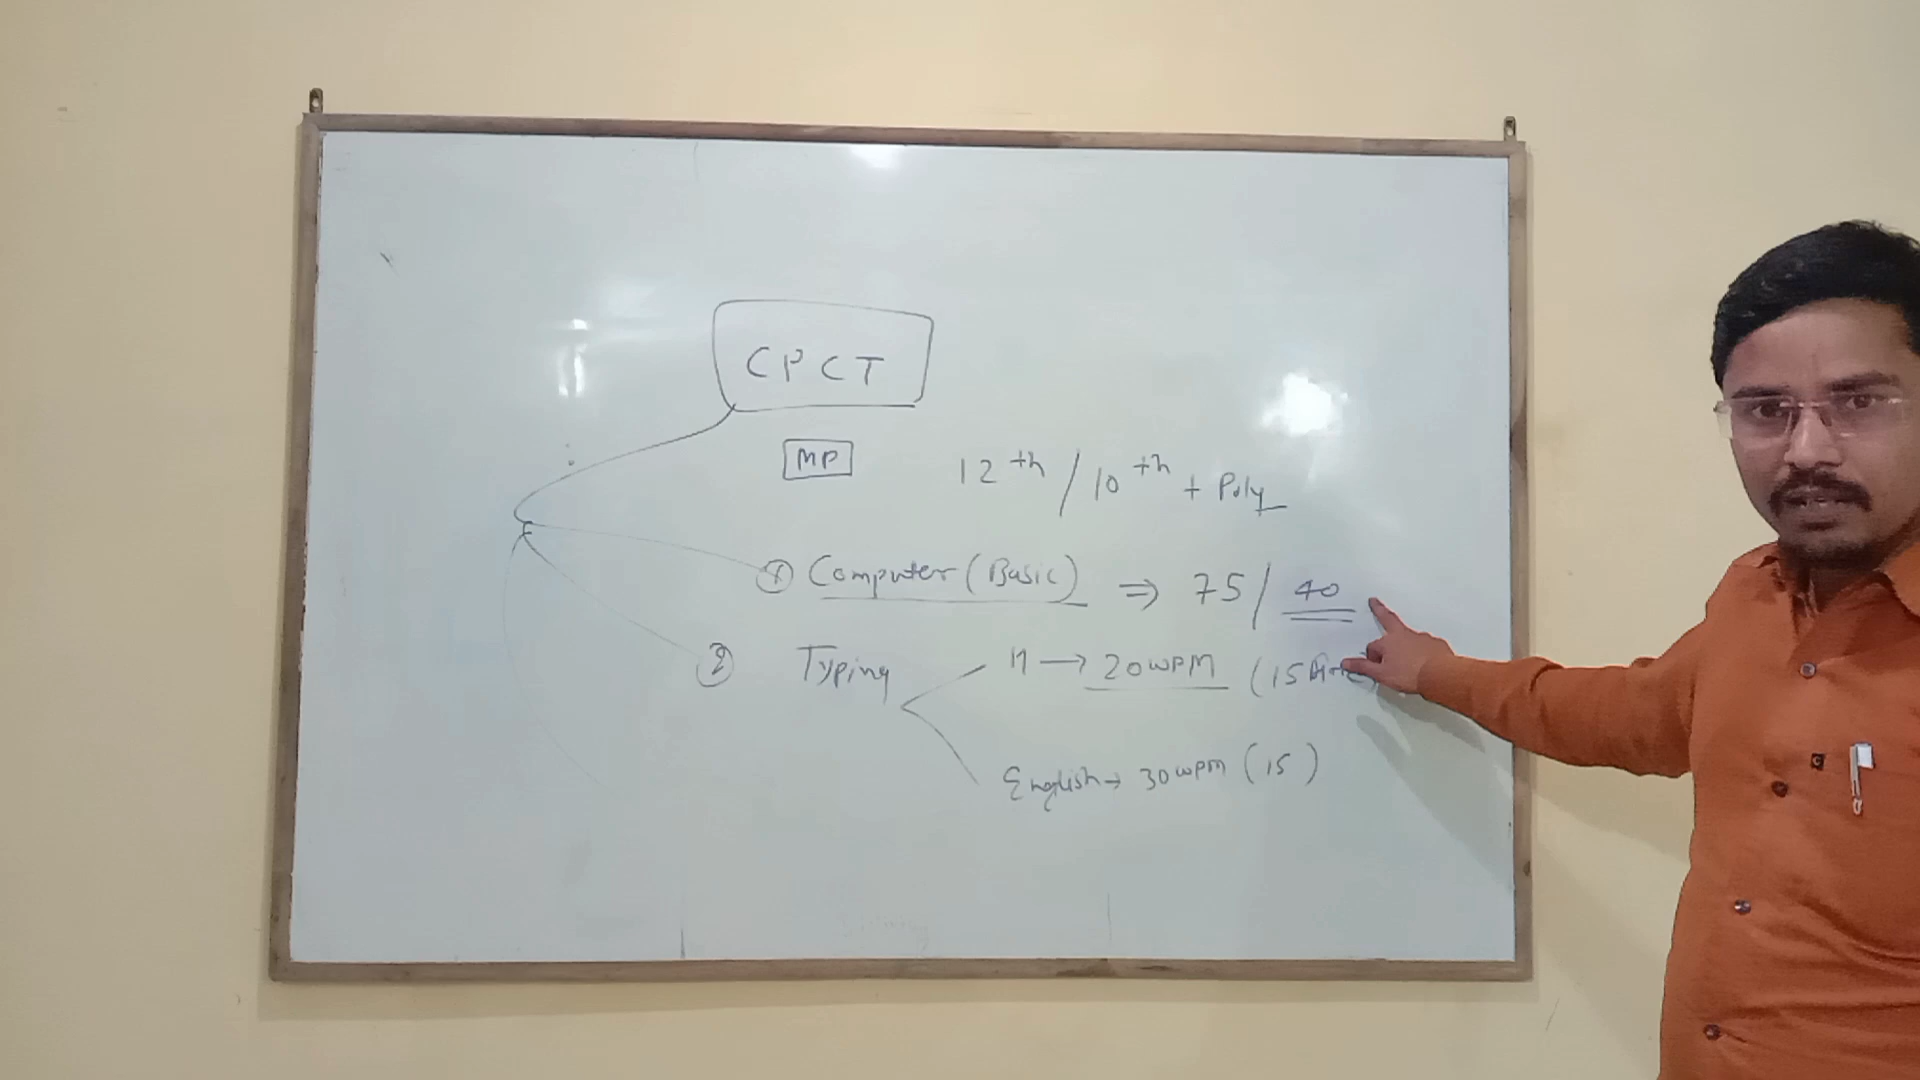 CPCT
MP
12th / 10th + Poly
① Computer (Basic) ⇒ 75 / 40
② Typing
H → 20 WPM (15
English → 30 WPM (15)